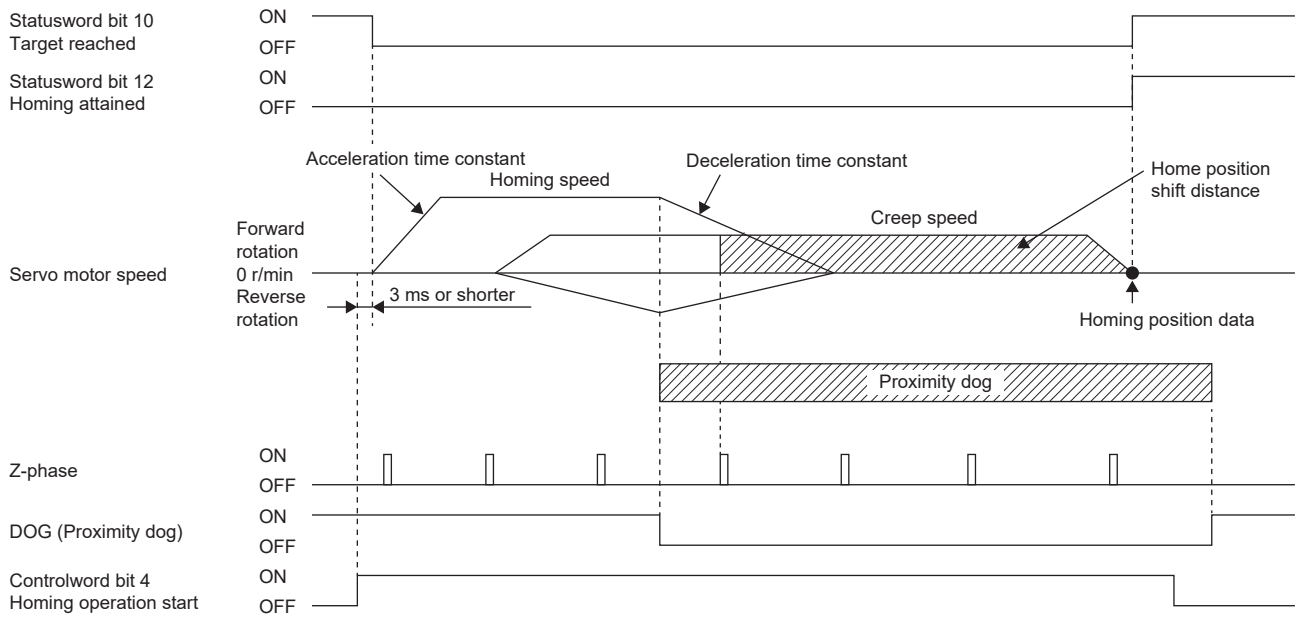 Statusword bit 10
Target reached
ON
OFF
Statusword bit 12
Homing attained
ON
OFF
Acceleration time constant
Homing speed
Deceleration time constant
Home position
shift distance
Creep speed
Servo motor speed
Forward
rotation
0 r/min
Reverse
rotation
3 ms or shorter
Homing position data
Proximity dog
Z-phase
ON
OFF
DOG (Proximity dog)
ON
OFF
Controlword bit 4
Homing operation start
ON
OFF